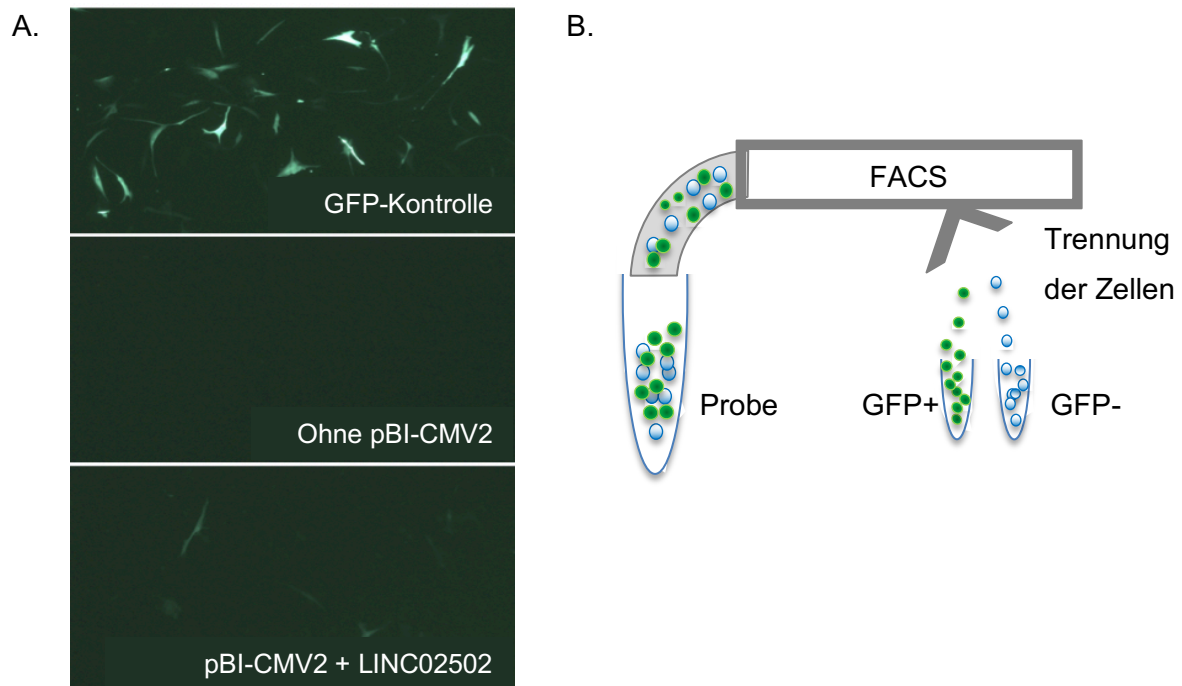 A.
GFP-Kontrolle
Ohne pBI-CMV2
pBI-CMV2 + LINC02502
B.
FACS
Trennung
der Zellen
Probe
GFP+
GFP-